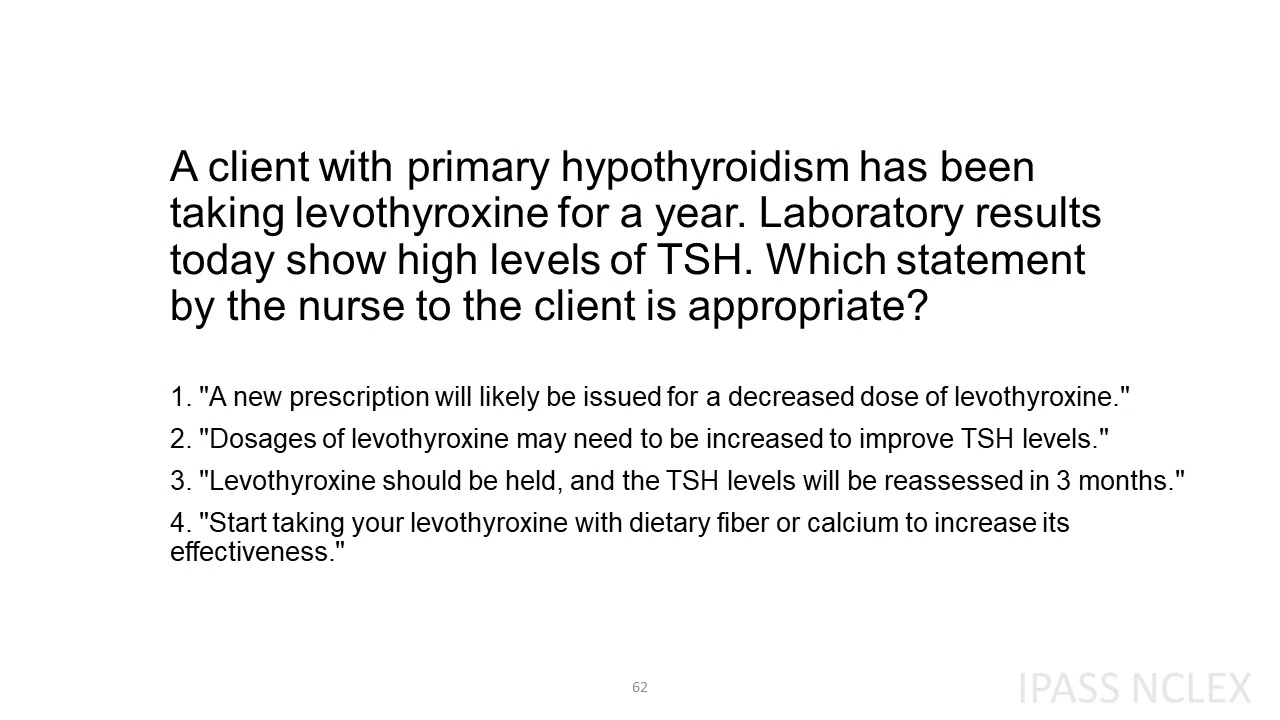 A client with primary hypothyroidism has been
taking levothyroxine for a year. Laboratory results
today show high levels of TSH. Which statement
by the nurse to the client is appropriate?
1. "A new prescription will likely be issued for a decreased dose of levothyroxine."
2. "Dosages of levothyroxine may need to be increased to improve TSH levels."
3. "Levothyroxine should be held, and the TSH levels will be reassessed in 3 months."
4. "Start taking your levothyroxine with dietary fiber or calcium to increase its
effectiveness."
62
IPASS NCLEX